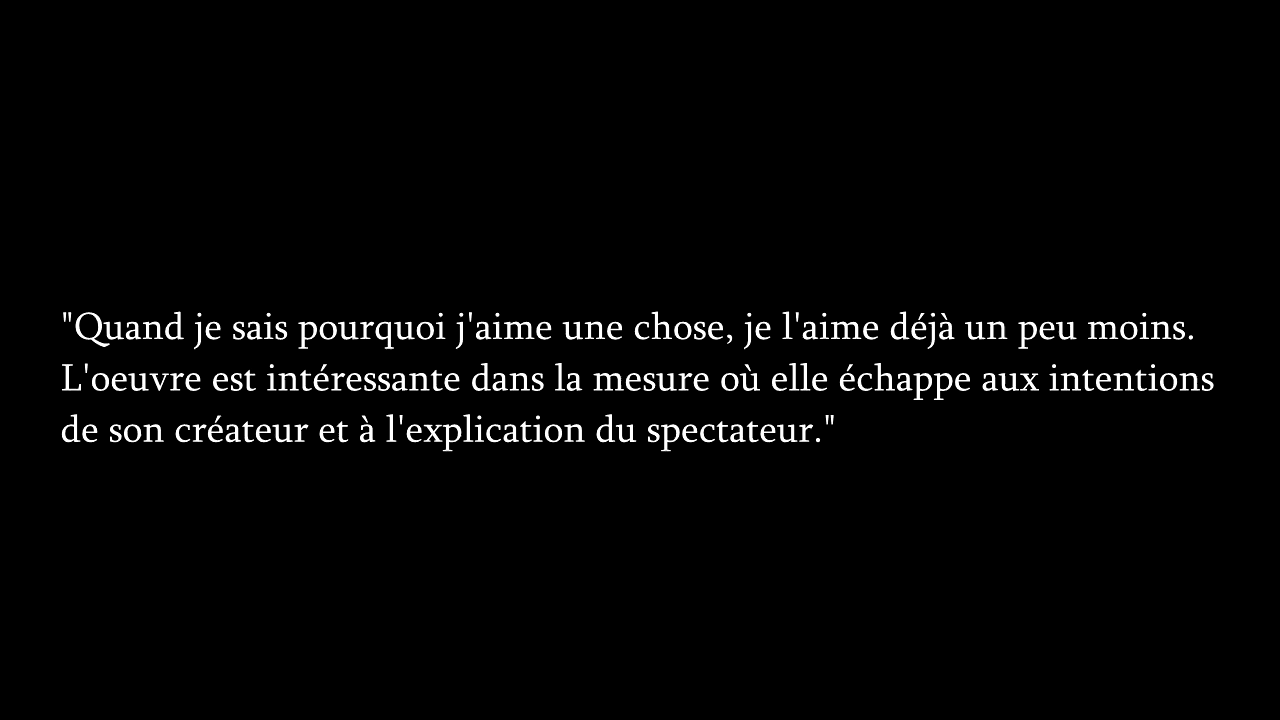 "Quand je sais pourquoi j'aime une chose, je l'aime déjà un peu moins.
L'oeuvre est intéressante dans la mesure où elle échappe aux intentions
de son créateur et à l'explication du spectateur."